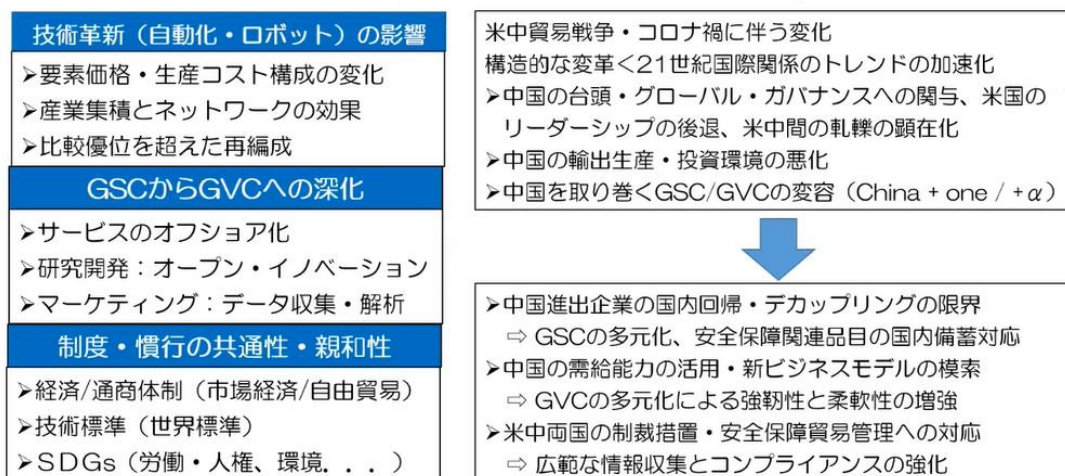 技術革新（自動化・ロボット）の影響
➢要素価格・生産コスト構成の変化
➢産業集積とネットワークの効果
➢比較優位を超えた再編成
GSCからGVCへの深化
➢サービスのオフショア化
➢研究開発：オープン・イノベーション
➢マーケティング：データ収集・解析
制度・慣行の共通性・親和性
➢経済/通商体制（市場経済/自由貿易）
➢技術標準（世界標準）
➢SDGs（労働・人権、環境．．．）
米中貿易戦争・コロナ禍に伴う変化
構造的な変革＜21世紀国際関係のトレンドの加速化
➢中国の台頭・グローバル・ガバナンスへの関与、米国の
リーダーシップの後退、米中間の軋轢の顕在化
➢中国の輸出生産・投資環境の悪化
➢中国を取り巻くGSC/GVCの変容（China + one / +α）
➢中国進出企業の国内回帰・デカップリングの限界
⇨ GSCの多元化、安全保障関連品目の国内備蓄対応
➢中国の需給能力の活用・新ビジネスモデルの模索
⇨ GVCの多元化による強靭性と柔軟性の増強
➢米中両国の制裁措置・安全保障貿易管理への対応
⇨ 広範な情報収集とコンプライアンスの強化